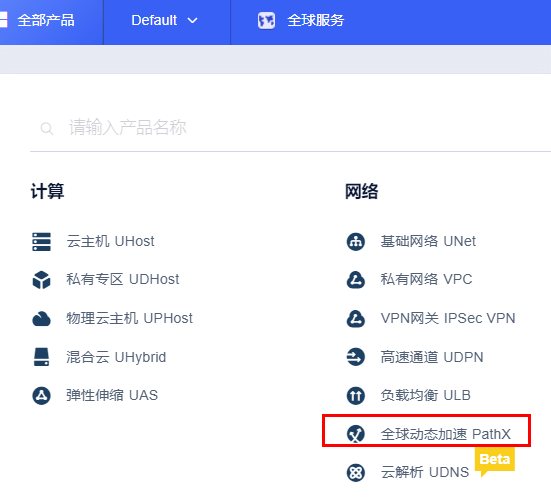 全部产品
Default
全球服务
请输入产品名称
计算
云主机 UHost
私有专区 UDHost
物理云主机 UPHost
混合云 UHybrid
弹性伸缩 UAS
网络
基础网络 UNet
私有网络 VPC
VPN网关 IPSec VPN
高速通道 UDPN
负载均衡 ULB
全球动态加速 PathX
Beta
云解析 UDNS